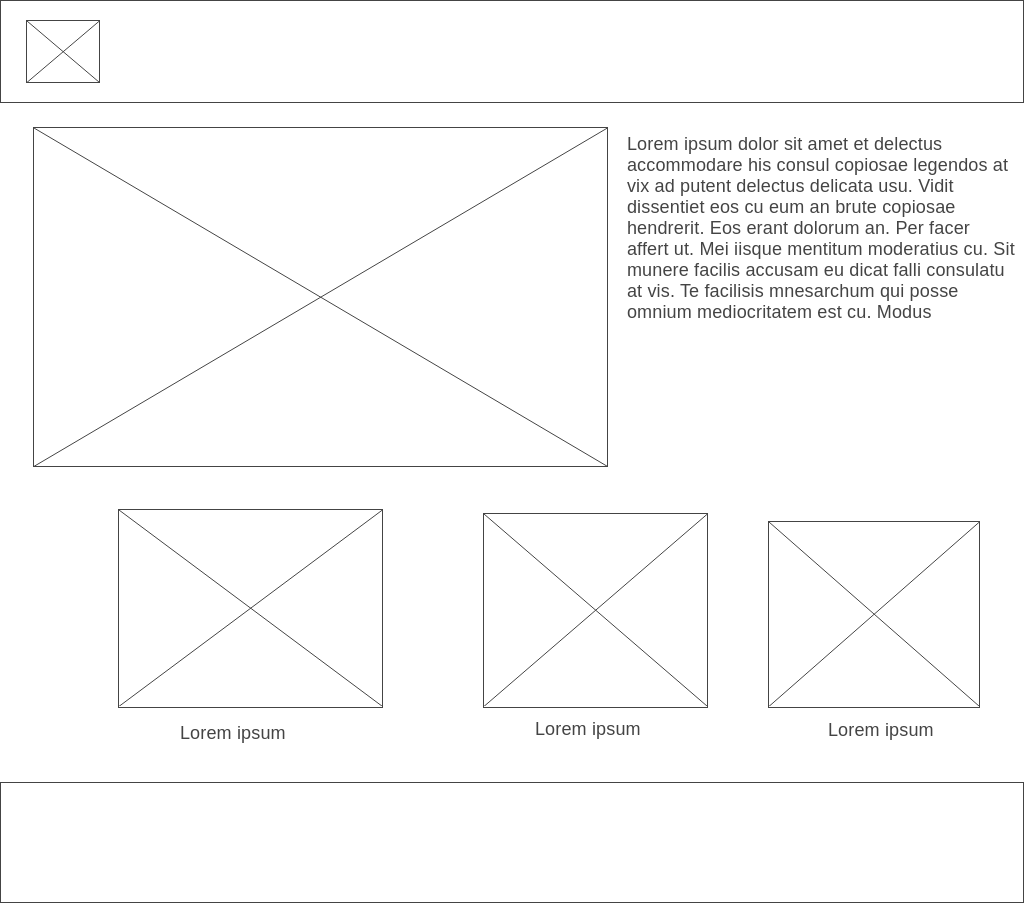 Lorem ipsum dolor sit amet et delectus
accommodare his consul copiosae legendos at
vix ad putent delectus delicata usu. Vidit
dissentiet eos cu eum an brute copiosae
hendrerit. Eos erant dolorum an. Per facer
affert ut. Mei iisque mentitum moderatius cu. Sit
munere facilis accusam eu dicat falli consulatu
at vis. Te facilisis mnesarchum qui posse
omnium mediocritatem est cu. Modus
Lorem ipsum
Lorem ipsum
Lorem ipsum